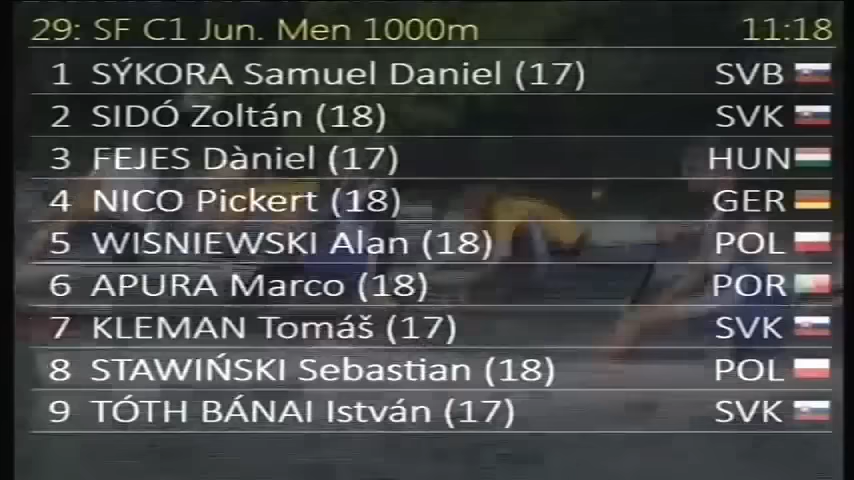 29: SF C1 Jun. Men 1000m 11:18
1 SÝKORA Samuel Daniel (17) SVB
2 SIDÓ Zoltán (18) SVK
3 FEJES Dàniel (17) HUN
4 NICO Pickert (18) GER
5 WISNIEWSKI Alan (18) POL
6 APURA Marco (18) POR
7 KLEMAN Tomáš (17) SVK
8 STAWIŃSKI Sebastian (18) POL
9 TÓTH BÁNAI István (17) SVK